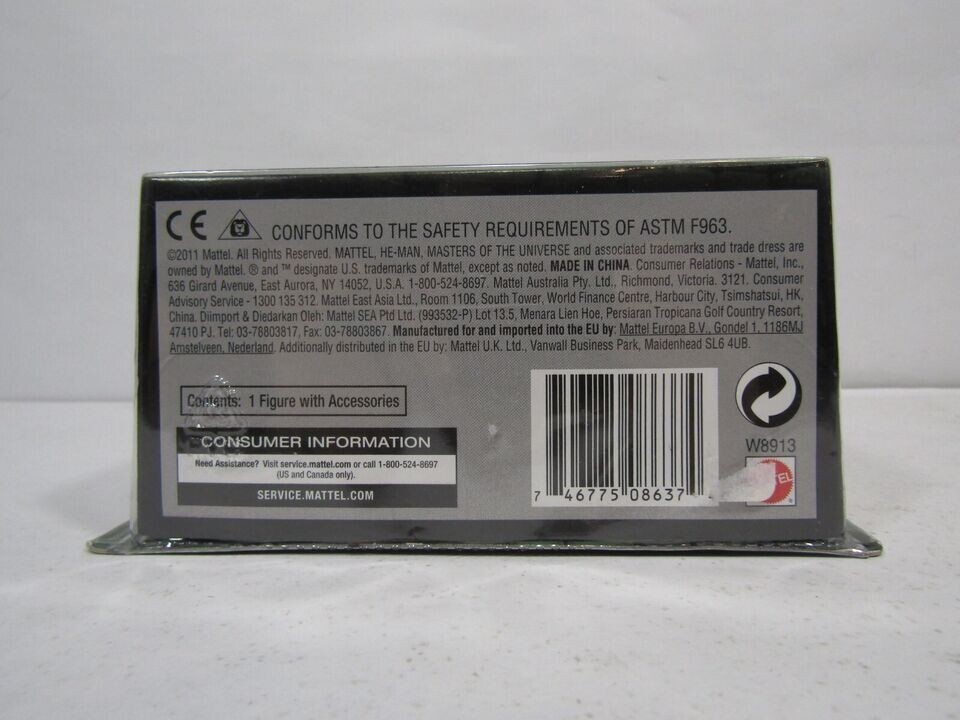 CE CONFORMS TO THE SAFETY REQUIREMENTS OF ASTM F963.
©2011 Mattel. All Rights Reserved. MATTEL, HE-MAN, MASTERS OF THE UNIVERSE and associated trademarks and trade dress are
owned by Mattel. ® and ™ designate U.S. trademarks of Mattel, except as noted. MADE IN CHINA. Consumer Relations - Mattel, Inc.,
636 Girard Avenue, East Aurora, NY 14052, U.S.A. 1-800-524-8697. Mattel Australia Pty. Ltd., Richmond, Victoria. 3121. Consumer
Advisory Service - 1300 135 312. Mattel East Asia Ltd., Room 1106, South Tower, World Finance Centre, Harbour City, Tsimshatsui, HK,
China. Diimport & Diedarkan Oleh: Mattel SEA Ptd Ltd. (993532-P) Lot 13.5, Menara Lien Hoe, Persiaran Tropicana Golf Country Resort,
47410 PJ. Tel: 03-78803817, Fax: 03-78803867. Manufactured for and imported into the EU by: Mattel Europa B.V., Gondel 1, 1186MJ
Amstelveen, Nederland. Additionally distributed in the EU by: Mattel U.K. Ltd., Vanwall Business Park, Maidenhead SL6 4UB.
Contents: 1 Figure with Accessories
CONSUMER INFORMATION
Need Assistance? Visit service.mattel.com or call 1-800-524-8697
(US and Canada only).
SERVICE.MATTEL.COM
7 46775 08637
W8913